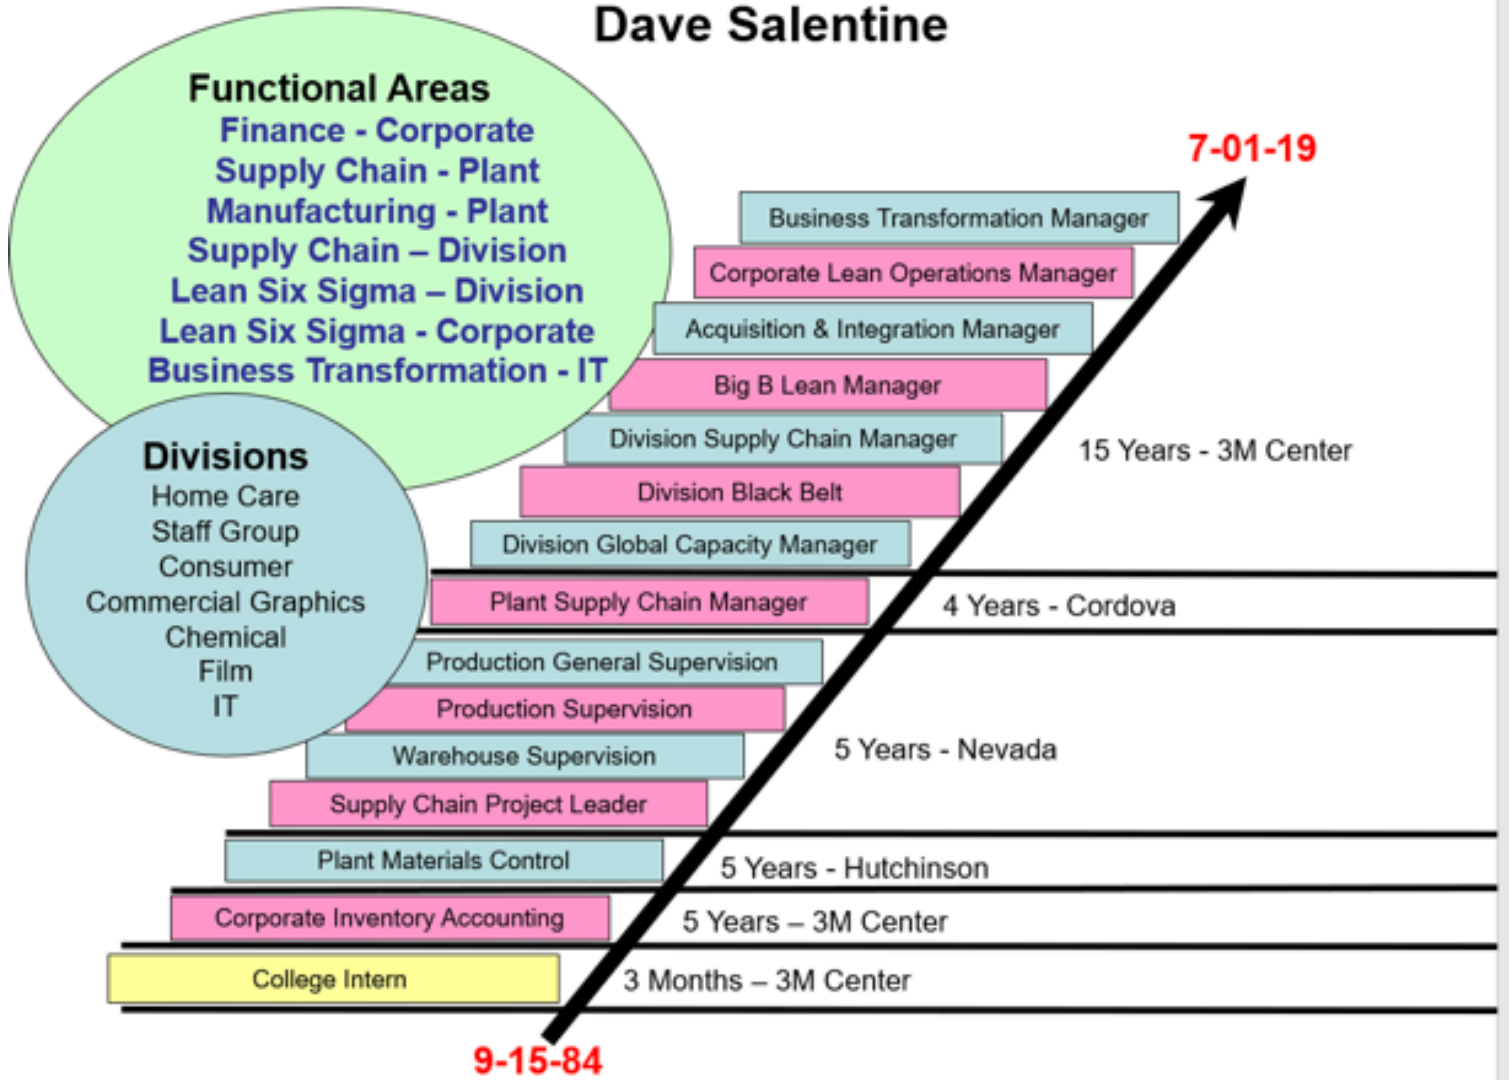 Dave Salentine
Functional Areas
Finance - Corporate
Supply Chain - Plant
Manufacturing - Plant
Supply Chain – Division
Lean Six Sigma – Division
Lean Six Sigma - Corporate
Business Transformation - IT
Divisions
Home Care
Staff Group
Consumer
Commercial Graphics
Chemical
Film
IT
7-01-19
Business Transformation Manager
Corporate Lean Operations Manager
Acquisition & Integration Manager
Big B Lean Manager
Division Supply Chain Manager
Division Black Belt
Division Global Capacity Manager
15 Years - 3M Center
Plant Supply Chain Manager
4 Years - Cordova
Production General Supervision
Production Supervision
Warehouse Supervision
Supply Chain Project Leader
5 Years - Nevada
Plant Materials Control
5 Years - Hutchinson
Corporate Inventory Accounting
5 Years – 3M Center
College Intern
3 Months – 3M Center
9-15-84